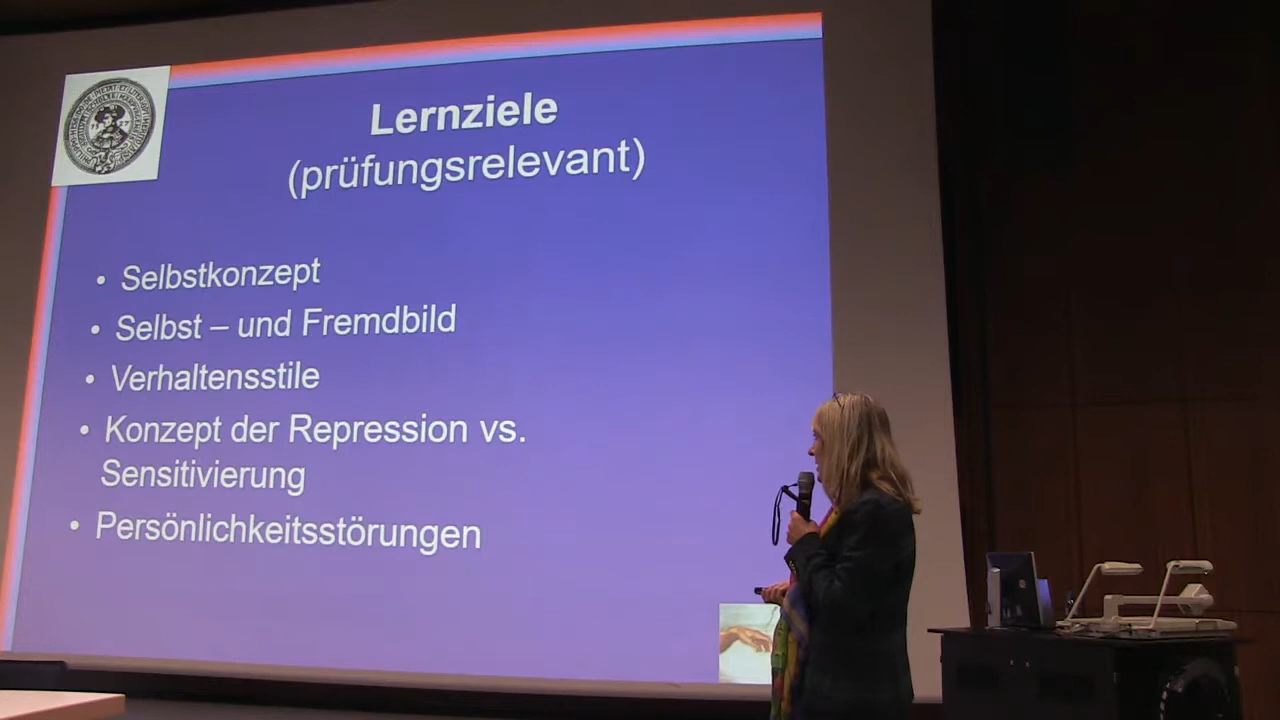 Lernziele
(prüfungsrelevant)
• Selbstkonzept
• Selbst – und Fremdbild
• Verhaltensstile
• Konzept der Repression vs.
Sensitivierung
• Persönlichkeitsstörungen